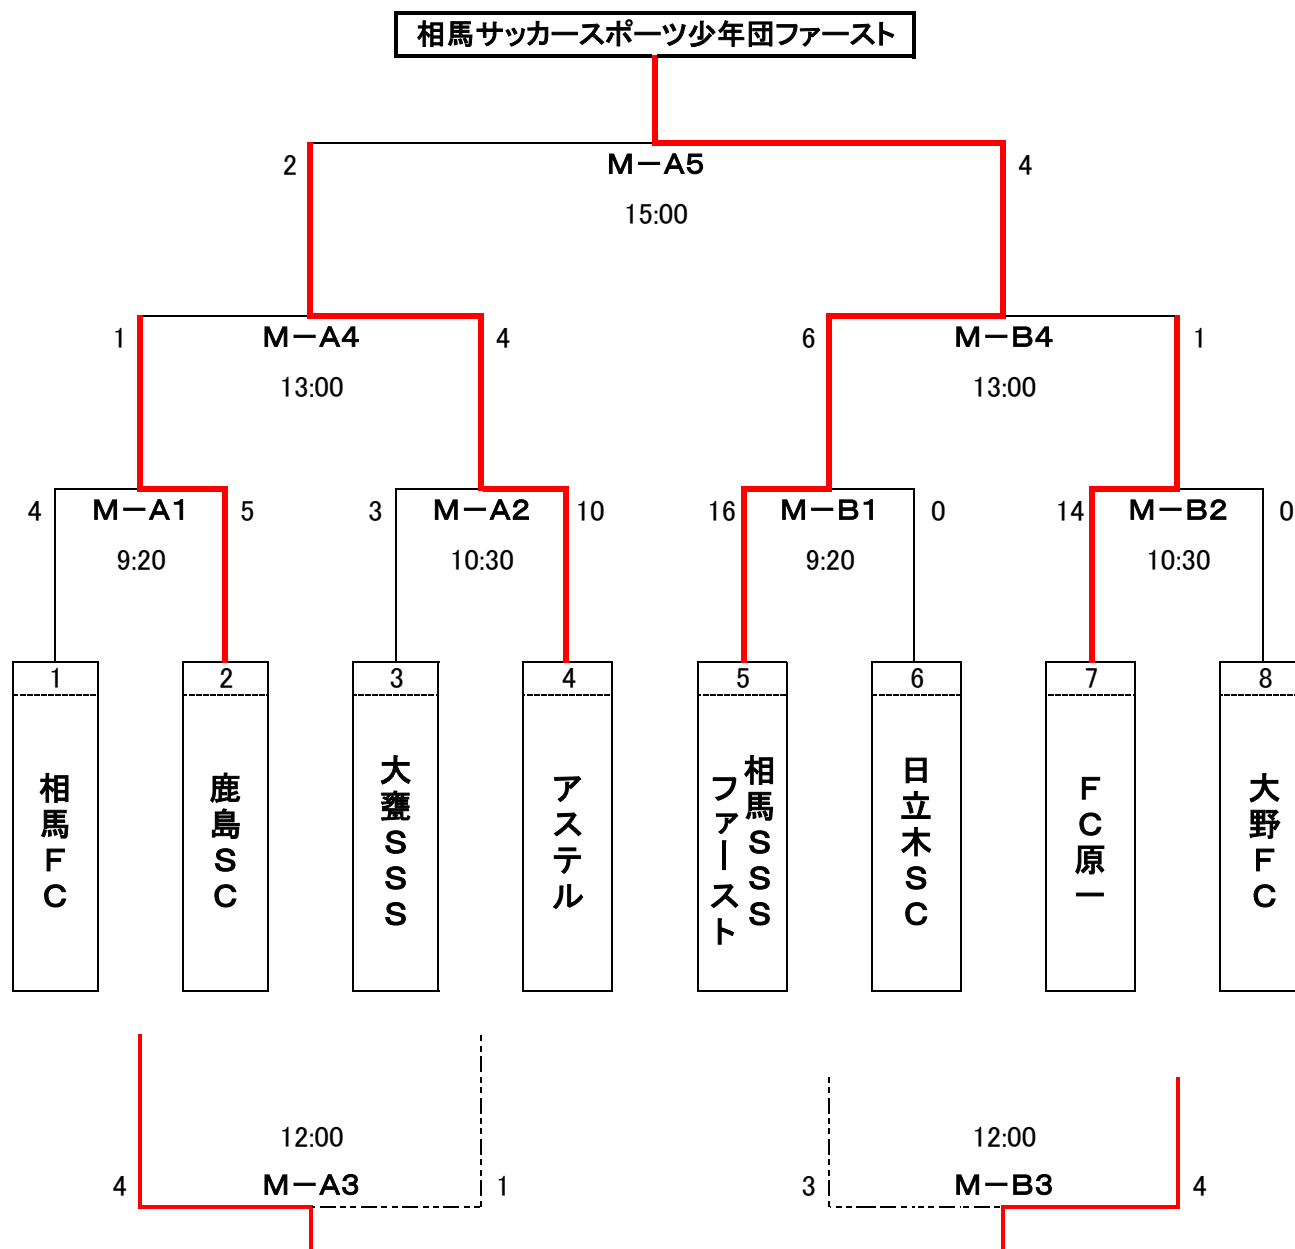 相馬サッカースポーツ少年団ファースト
2 M－A5 4
15:00
1 M－A4 4 6 M－B4 1
13:00 13:00
4 M－A1 5 3 M－A2 10 16 M－B1 0 14 M－B2 0
9:20 10:30 9:20 10:30
1 2 3 4 5 6 7 8
相馬FC
鹿島SC
大甕SSS
アステル
相馬SSS
ファースト
日立木SC
FC原一
大野FC
12:00 12:00
4 M－A3 1 3 M－B3 4